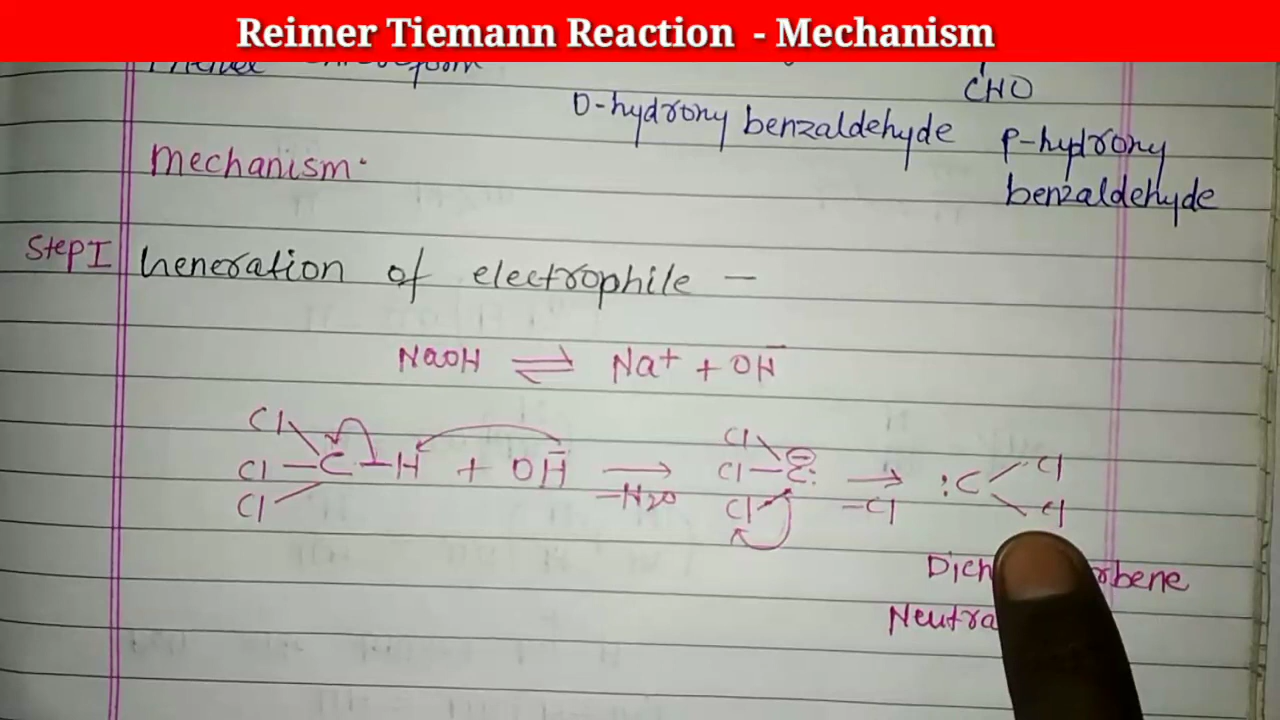 Reimer Tiemann Reaction - Mechanism
CHO
O-hydroxy benzaldehyde
P-hydroxy
benzaldehyde
Mechanism.
Step I Generation of electrophile —
NaOH ⇌ Na+ + OH̄
Cl
Cl – C – H + OH̄ → Cl – C:⊖ → :C
Cl
-H2O
Cl
Cl
-Cl
Cl
Cl
Neutra